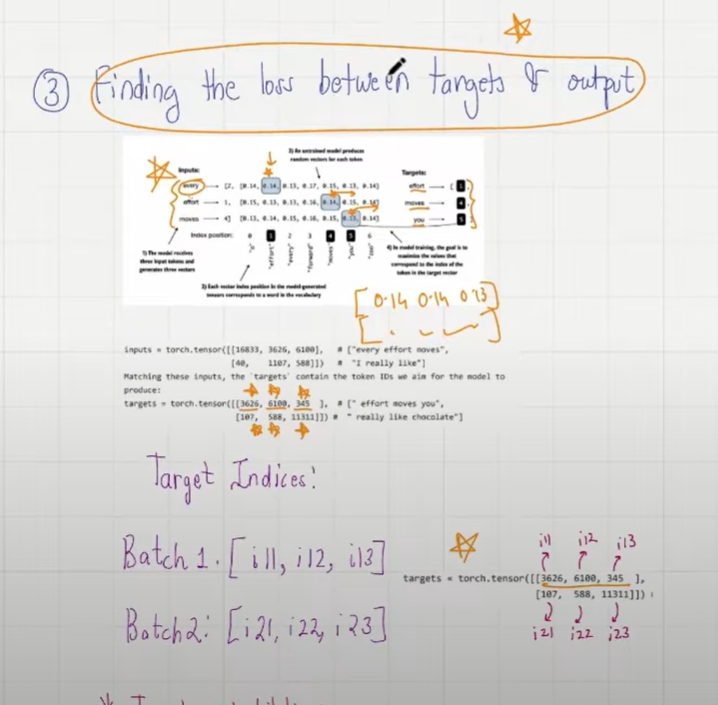 ③ Finding the loss between targets & output
3) An untrained model produces
random vectors for each token
Inputs:
Targets:
every [2, [0.14, 0.14, 0.13, 0.17, 0.15, 0.13, 0.14] effort [ 1
effort 1, [0.15, 0.13, 0.13, 0.16, 0.14, 0.15, 0.14] moves 4
moves 4] [0.13, 0.14, 0.15, 0.16, 0.15, 0.13, 0.14] you 5
Index position: 0 1 2 3 4 5 6
"a" "effort" "every" "forward" "moves" "you" "zoo"
1) The model receives
three input tokens and
generates three vectors
2) Each vector index position in the model-generated
tensors corresponds to a word in the vocabulary
4) In model training, the goal is to
maximize the values that
correspond to the index of the
token in the target vector
[0.14 0.14 0.13]
inputs = torch.tensor([[16833, 3626, 6100], # ["every effort moves",
[40, 1107, 588]]) # "I really like"]
Matching these inputs, the `targets` contain the token IDs we aim for the model to
produce:
targets = torch.tensor([[3626, 6100, 345 ], # [" effort moves you",
[107, 588, 11311]]) # " really like chocolate"]
Target Indices:
Batch 1. [i11, i12, i13]
Batch2: [i21, i22, i23]
i11 i12 i13
targets = torch.tensor([[3626, 6100, 345 ],
[107, 588, 11311]])
i21 i22 i23